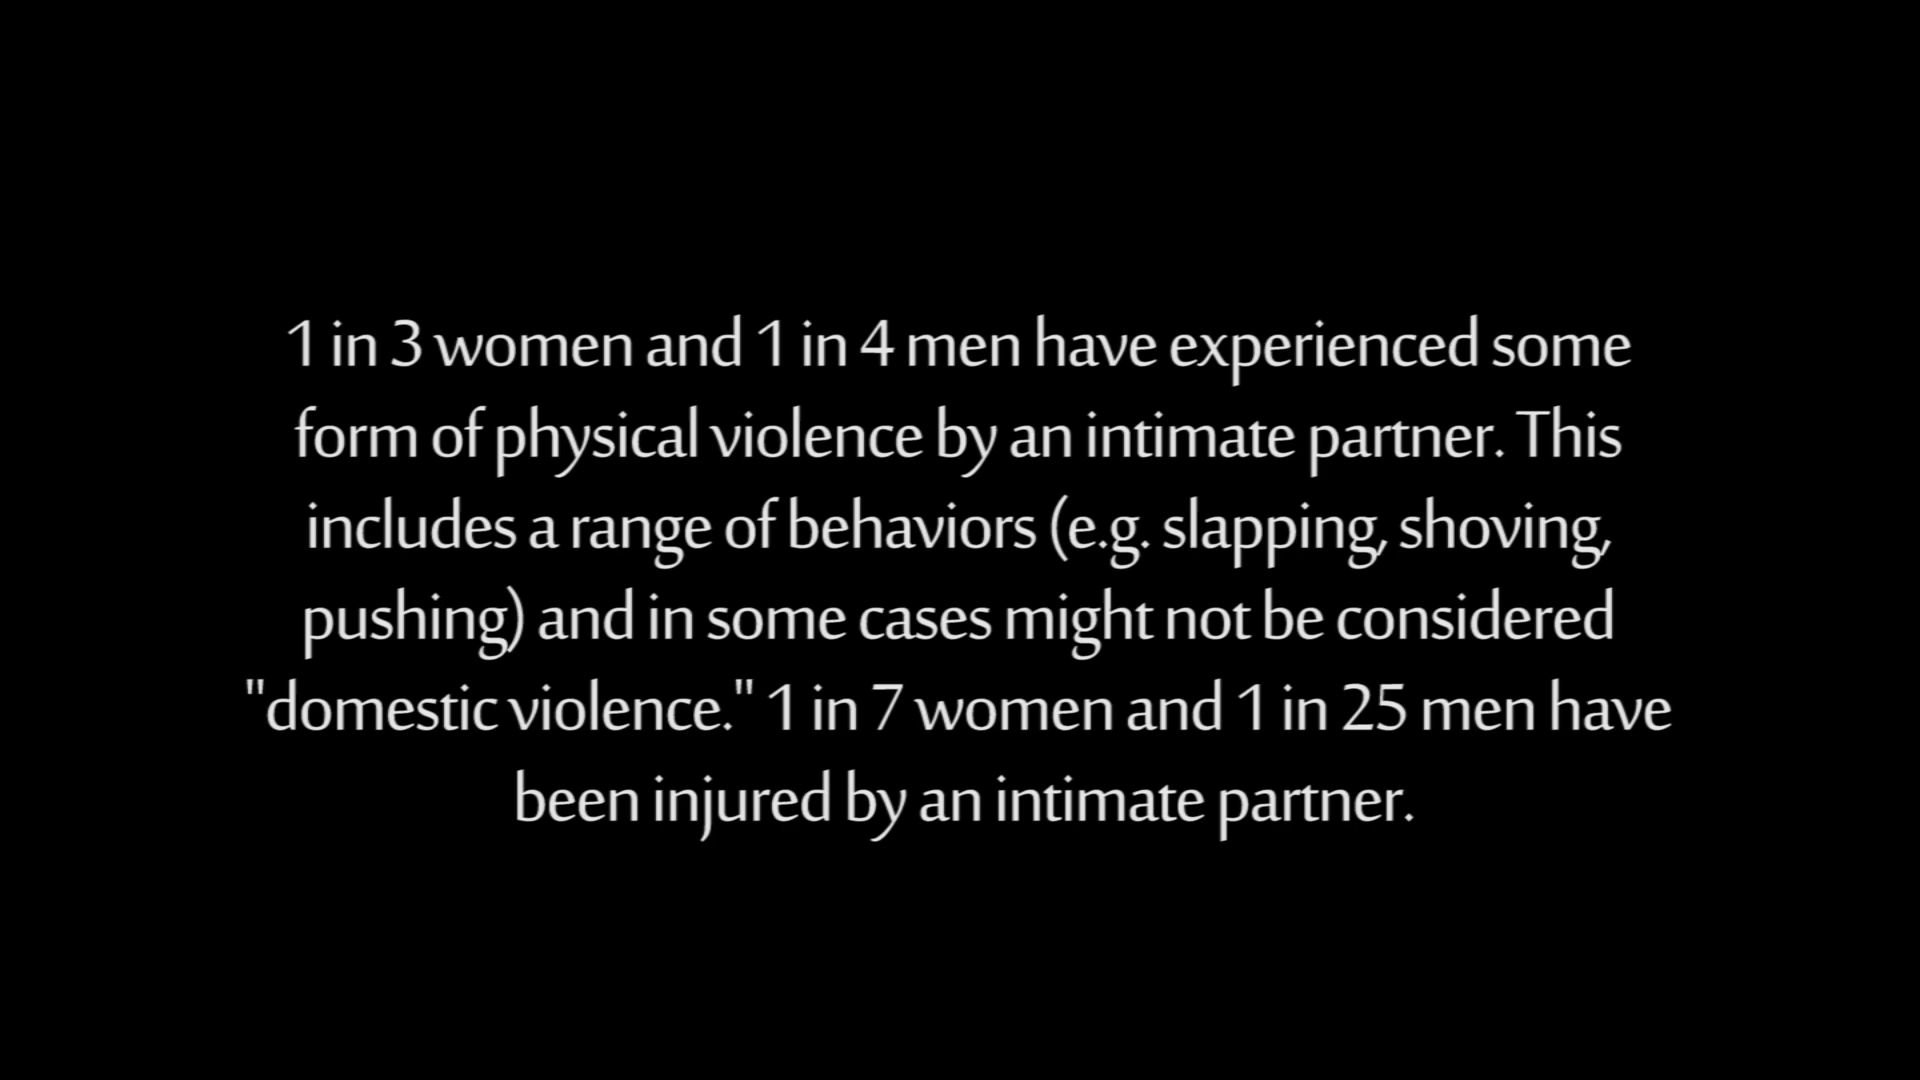 1 in 3 women and 1 in 4 men have experienced some
form of physical violence by an intimate partner. This
includes a range of behaviors (e.g. slapping, shoving,
pushing) and in some cases might not be considered
"domestic violence." 1 in 7 women and 1 in 25 men have
been injured by an intimate partner.